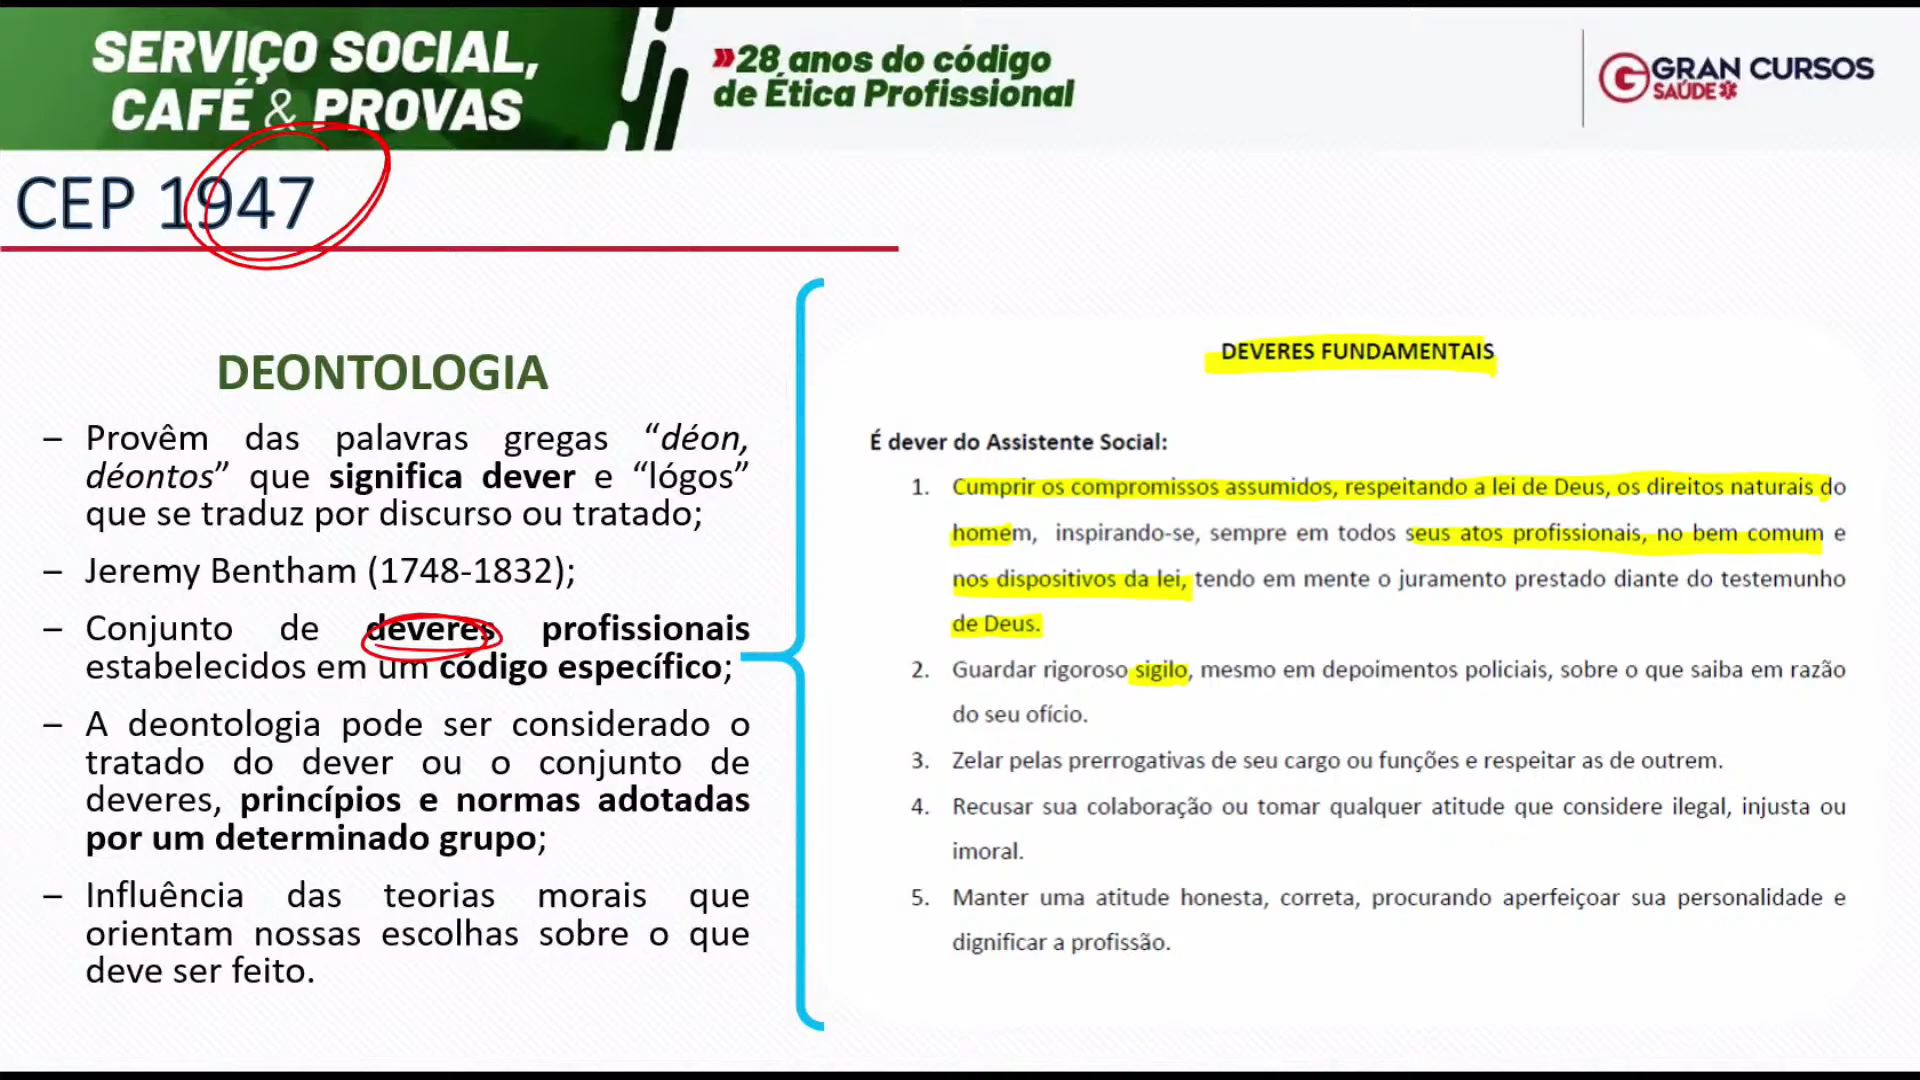 SERVIÇO SOCIAL,
CAFÉ & PROVAS
»28 anos do código
de Ética Profissional
GRAN CURSOS
SAÚDE
CEP 1947
DEONTOLOGIA
– Provêm das palavras gregas “déon,
déontos” que significa dever e “lógos”
que se traduz por discurso ou tratado;
– Jeremy Bentham (1748-1832);
– Conjunto de deveres profissionais
estabelecidos em um código específico;
– A deontologia pode ser considerado o
tratado do dever ou o conjunto de
deveres, princípios e normas adotadas
por um determinado grupo;
– Influência das teorias morais que
orientam nossas escolhas sobre o que
deve ser feito.
DEVERES FUNDAMENTAIS
É dever do Assistente Social:
1. Cumprir os compromissos assumidos, respeitando a lei de Deus, os direitos naturais do
homem, inspirando-se, sempre em todos seus atos profissionais, no bem comum e
nos dispositivos da lei, tendo em mente o juramento prestado diante do testemunho
de Deus.
2. Guardar rigoroso sigilo, mesmo em depoimentos policiais, sobre o que saiba em razão
do seu ofício.
3. Zelar pelas prerrogativas de seu cargo ou funções e respeitar as de outrem.
4. Recusar sua colaboração ou tomar qualquer atitude que considere ilegal, injusta ou
imoral.
5. Manter uma atitude honesta, correta, procurando aperfeiçoar sua personalidade e
dignificar a profissão.